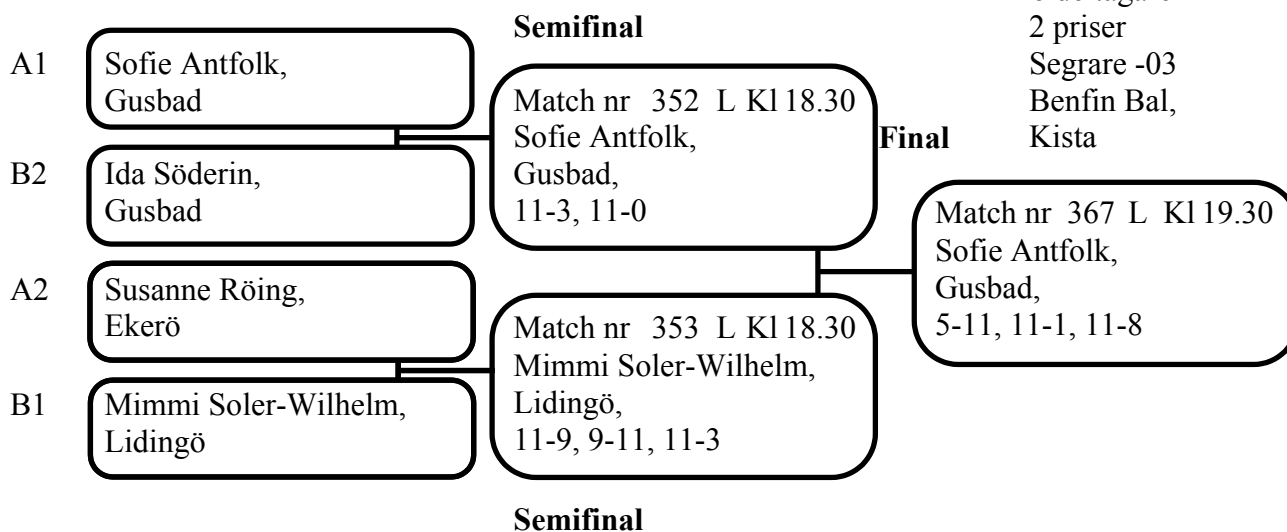 2 priser
Segrare -03
Benfin Bal,
Kista
Semifinal
A1
Sofie Antfolk,
Gusbad
B2
Ida Söderin,
Gusbad
Match nr 352 L Kl 18.30
Sofie Antfolk,
Gusbad,
11-3, 11-0
Final
A2
Susanne Röing,
Ekerö
B1
Mimmi Soler-Wilhelm,
Lidingö
Match nr 353 L Kl 18.30
Mimmi Soler-Wilhelm,
Lidingö,
11-9, 9-11, 11-3
Match nr 367 L Kl 19.30
Sofie Antfolk,
Gusbad,
5-11, 11-1, 11-8
Semifinal